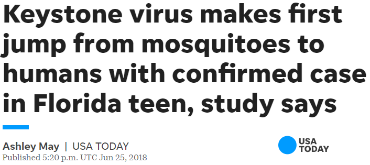 Keystone virus makes first
jump from mosquitoes to
humans with confirmed case
in Florida teen, study says
Ashley May | USA TODAY
Published 5:20 p.m. UTC Jun 25, 2018
USA
TODAY